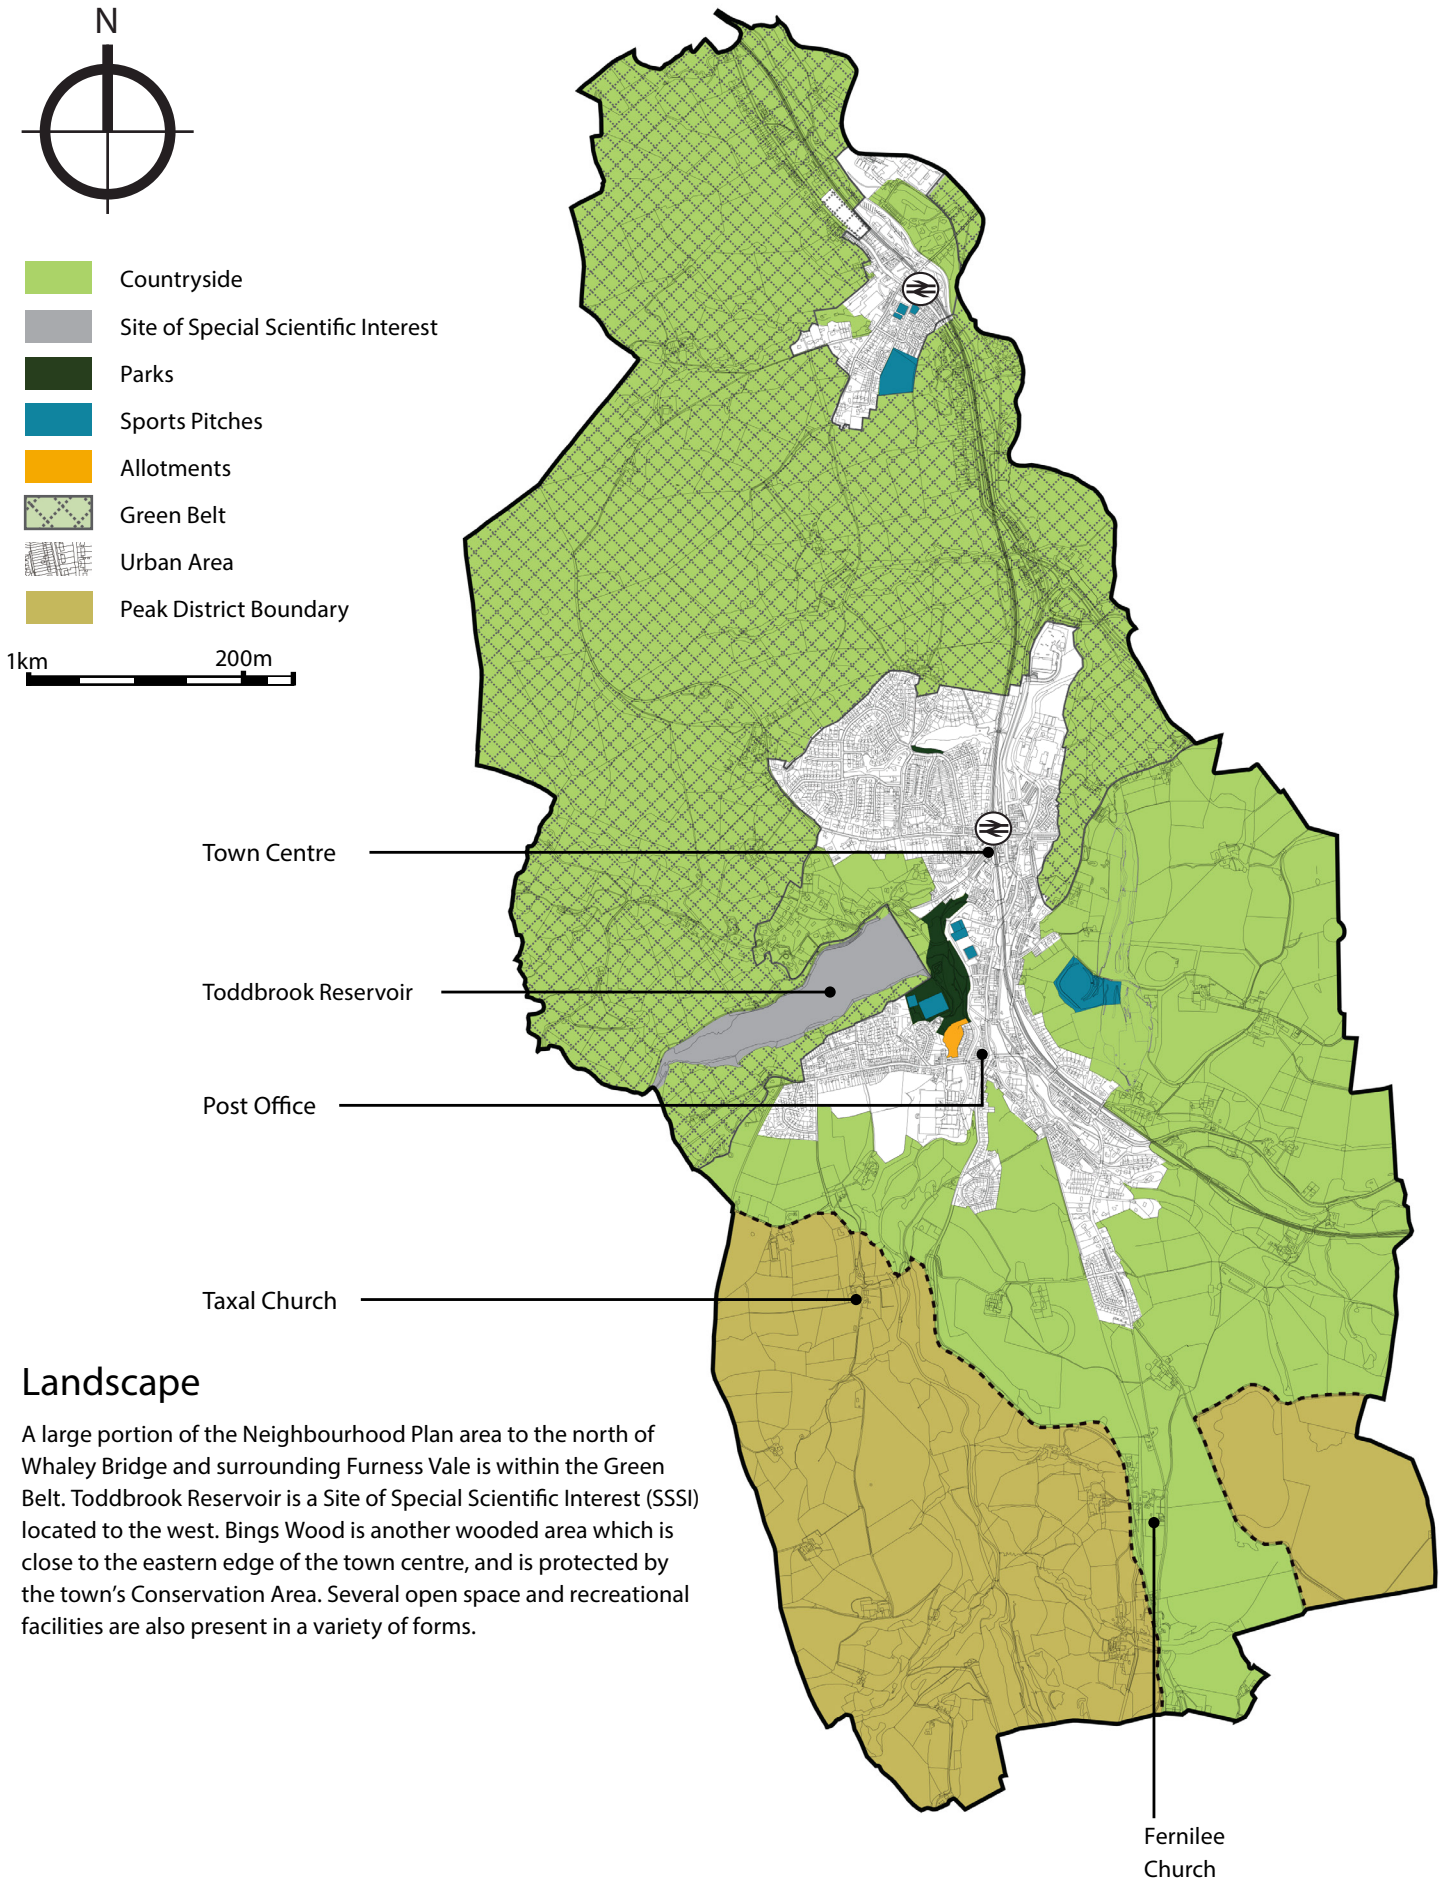 N
Countryside
Site of Special Scientific Interest
Parks
Sports Pitches
Allotments
Green Belt
Urban Area
Peak District Boundary
1km
200m
Town Centre
Toddbrook Reservoir
Post Office
Taxal Church
Landscape
A large portion of the Neighbourhood Plan area to the north of
Whaley Bridge and surrounding Furness Vale is within the Green
Belt. Toddbrook Reservoir is a Site of Special Scientific Interest (SSSI)
located to the west. Bings Wood is another wooded area which is
close to the eastern edge of the town centre, and is protected by
the town's Conservation Area. Several open space and recreational
facilities are also present in a variety of forms.
Fernilee
Church